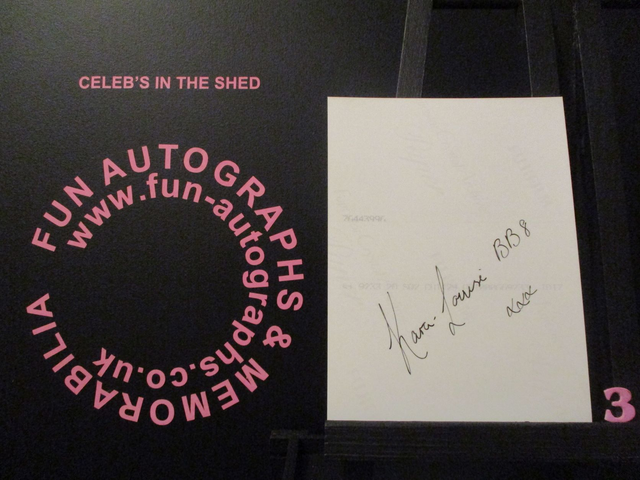 CELEB'S IN THE SHED
FUN AUTOGRAPHS & MEMORABILIA
www.fun-autographs.co.uk
Kara-Louise BB8
xxx
3